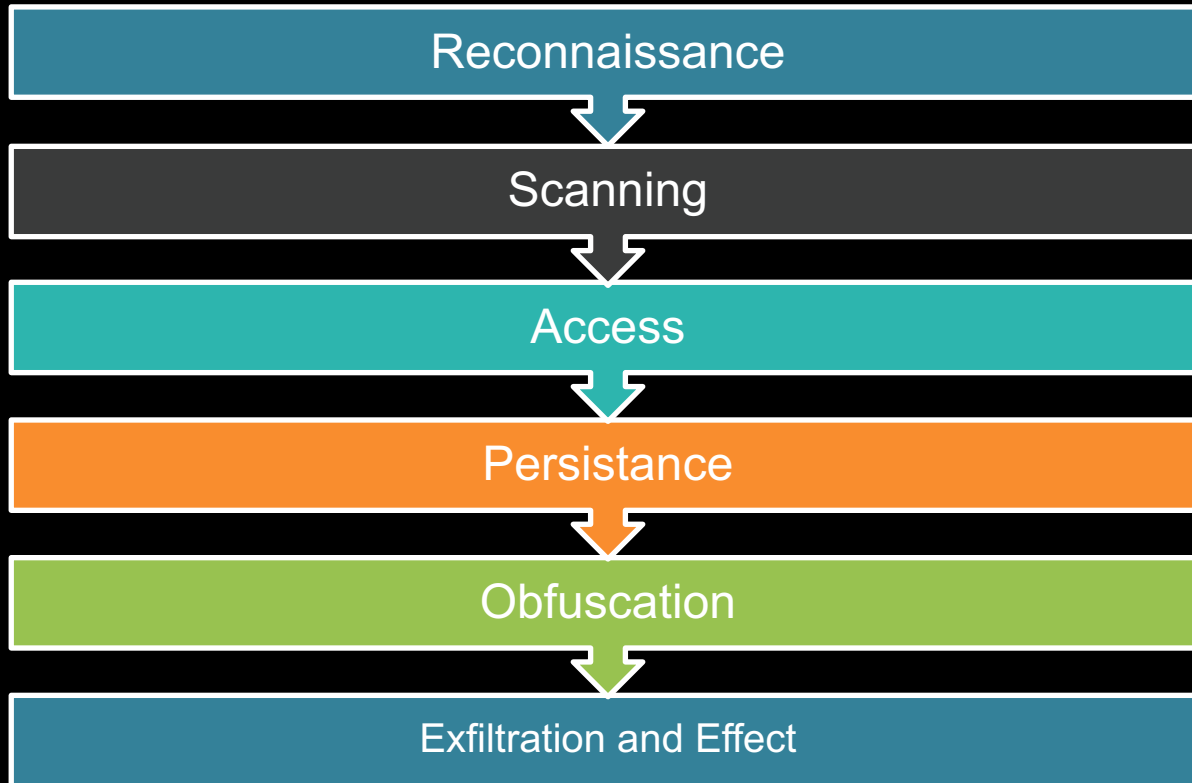 Reconnaissance
Scanning
Access
Persistance
Obfuscation
Exfiltration and Effect